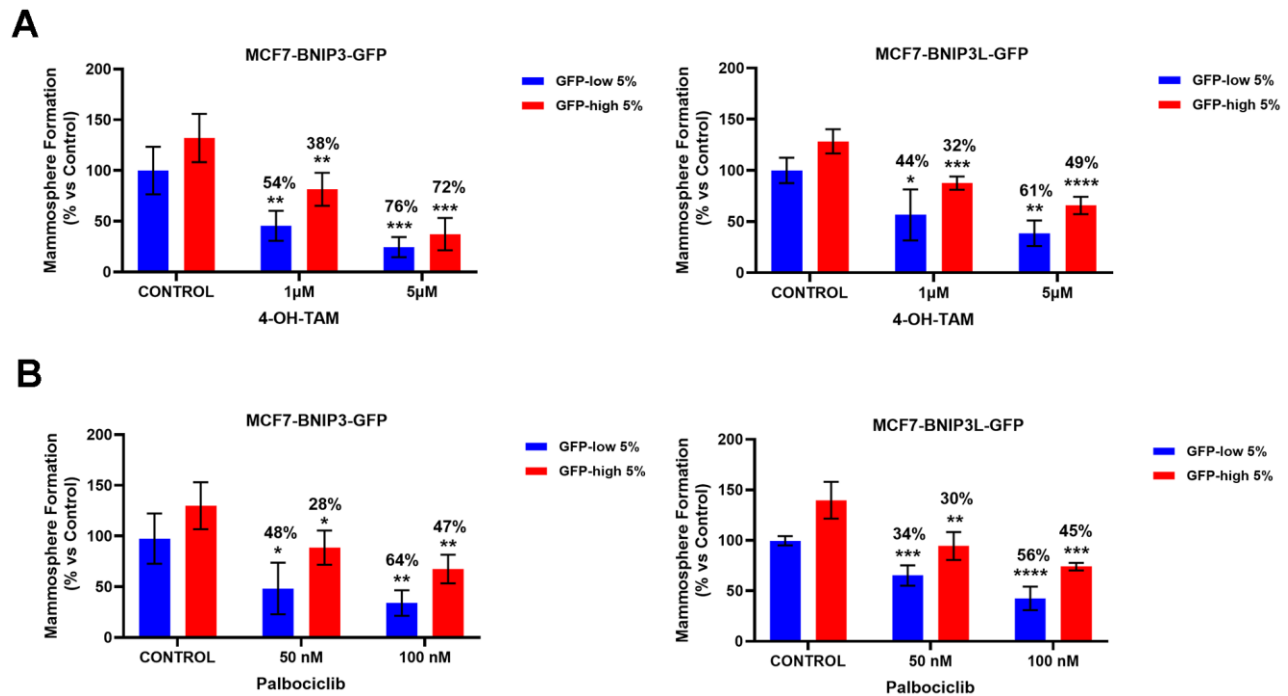 A
MCF7-BNIP3-GFP
Mammosphere Formation
(% vs Control)
200
150
100
50
0
54%
**
38%
**
76%
***
72%
***
CONTROL
1µM
5µM
4-OH-TAM
GFP-low 5%
GFP-high 5%
MCF7-BNIP3L-GFP
Mammosphere Formation
(% vs Control)
200
150
100
50
0
44%
*
32%
***
61%
**
49%
****
CONTROL
1µM
5µM
4-OH-TAM
GFP-low 5%
GFP-high 5%
B
MCF7-BNIP3-GFP
Mammosphere Formation
(% vs Control)
200
150
100
50
0
48%
*
28%
*
64%
**
47%
**
CONTROL
50 nM
100 nM
Palbociclib
GFP-low 5%
GFP-high 5%
MCF7-BNIP3L-GFP
Mammosphere Formation
(% vs Control)
200
150
100
50
0
34%
***
30%
**
56%
****
45%
***
CONTROL
50 nM
100 nM
Palbociclib
GFP-low 5%
GFP-high 5%